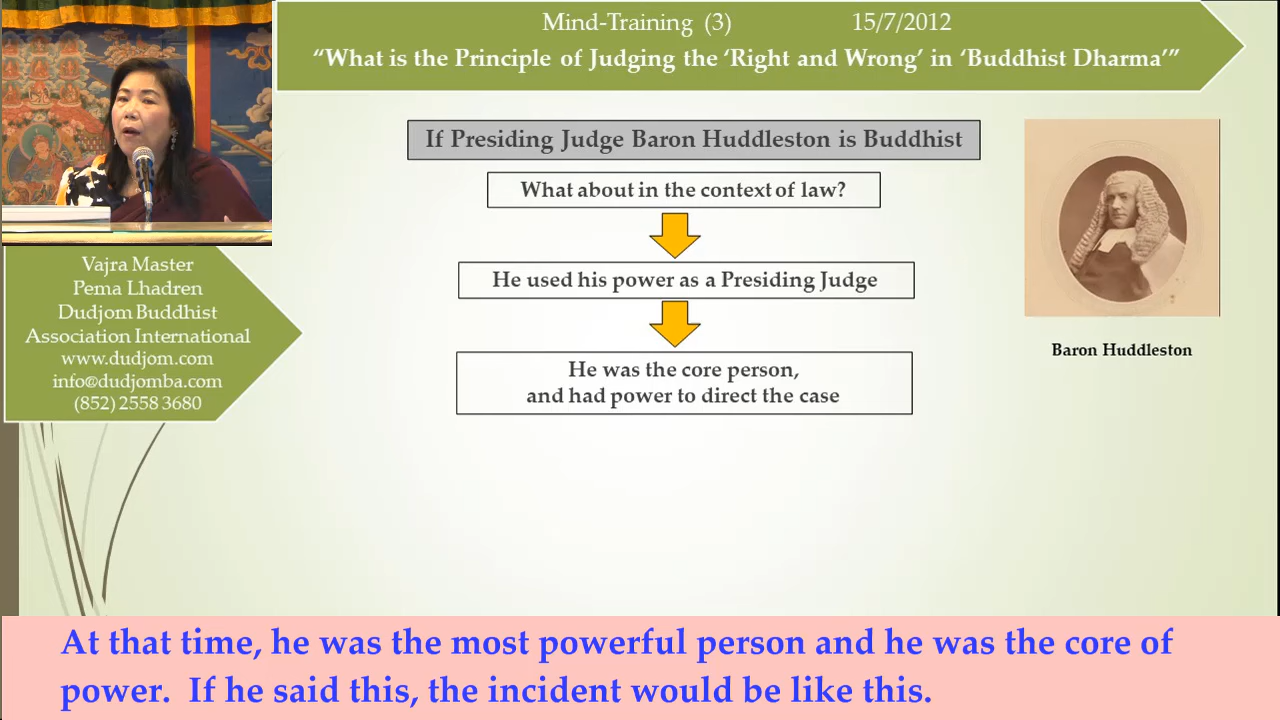 Mind-Training (3) 15/7/2012
“What is the Principle of Judging the ‘Right and Wrong’ in ‘Buddhist Dharma’”
If Presiding Judge Baron Huddleston is Buddhist
What about in the context of law?
He used his power as a Presiding Judge
He was the core person,
and had power to direct the case
Baron Huddleston
Vajra Master
Pema Lhadren
Dudjom Buddhist
Association International
www.dudjom.com
info@dudjomba.com
(852) 2558 3680
At that time, he was the most powerful person and he was the core of
power.  If he said this, the incident would be like this.